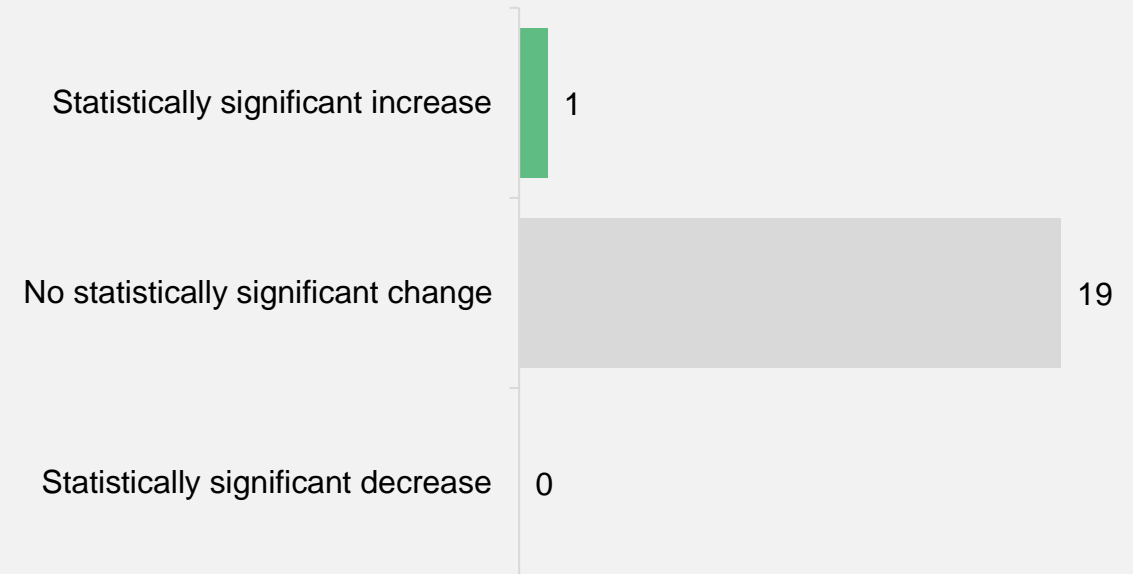 Statistically significant increase 1
No statistically significant change 19
Statistically significant decrease 0